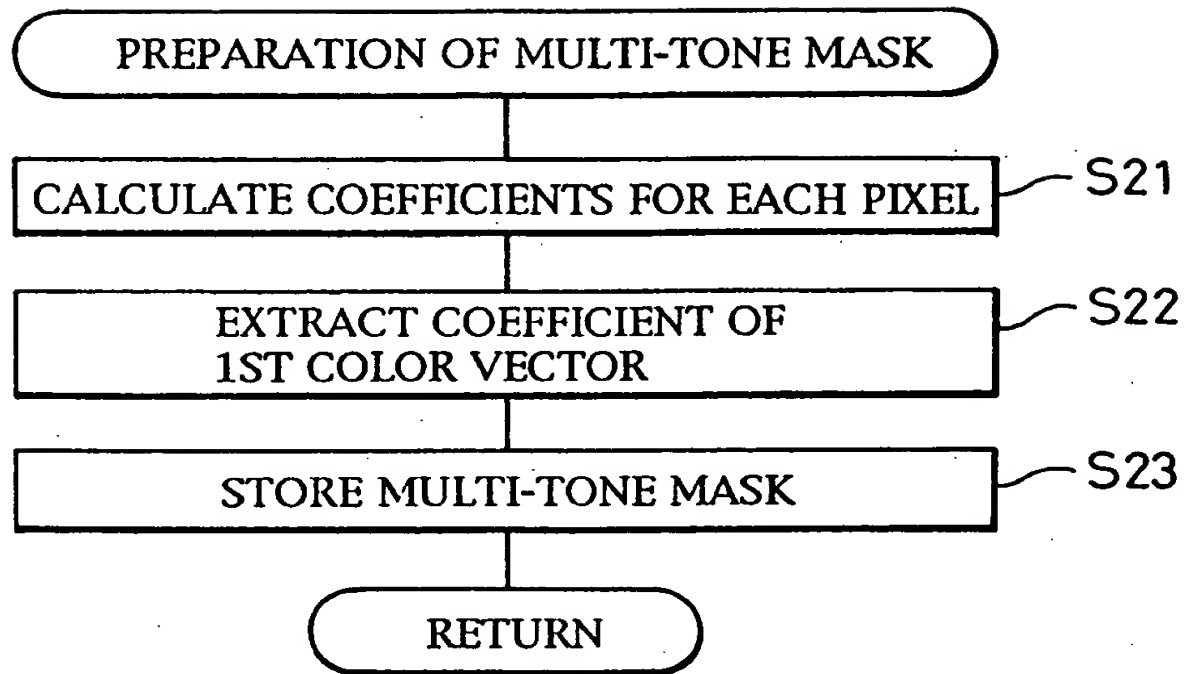 PREPARATION OF MULTI-TONE MASK
CALCULATE COEFFICIENTS FOR EACH PIXEL
S21
EXTRACT COEFFICIENT OF
1ST COLOR VECTOR
S22
STORE MULTI-TONE MASK
S23
RETURN